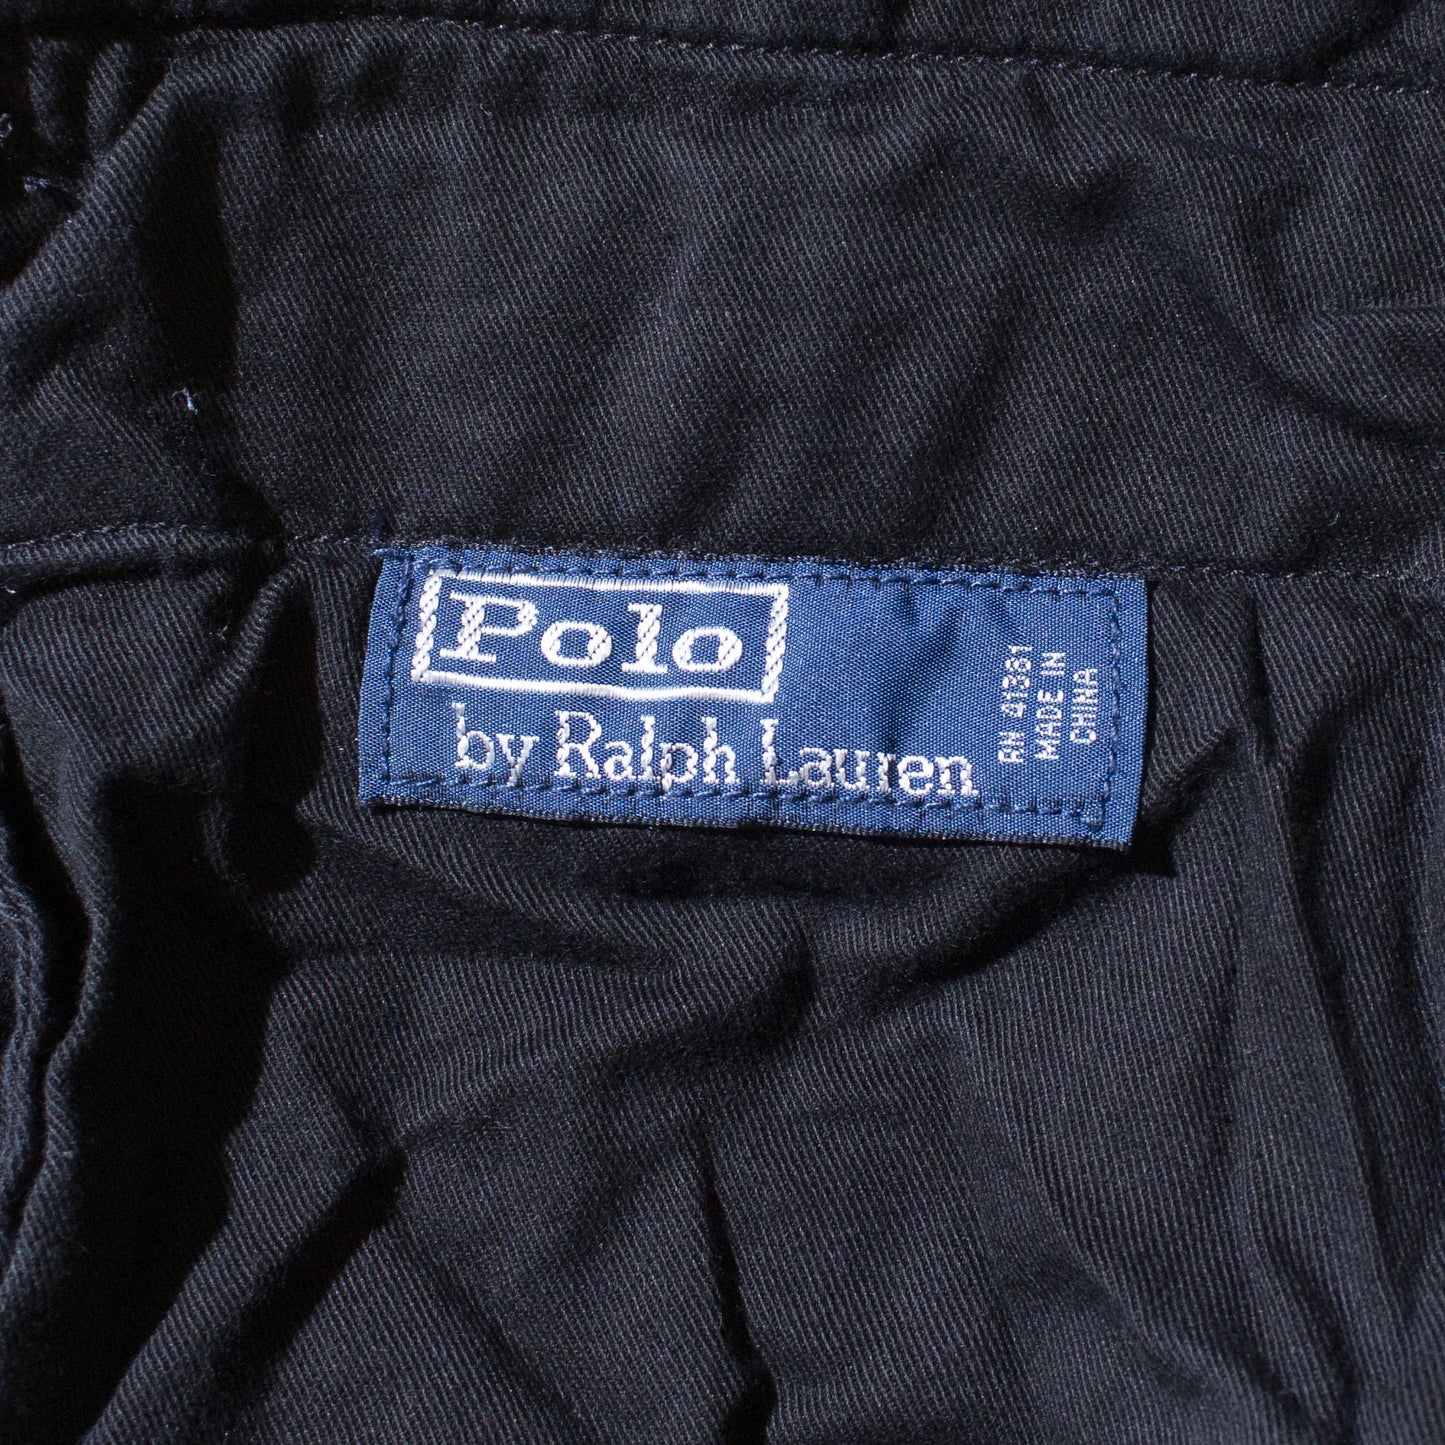 Polo
by Ralph Lauren
RN 41381
MADE IN
CHINA